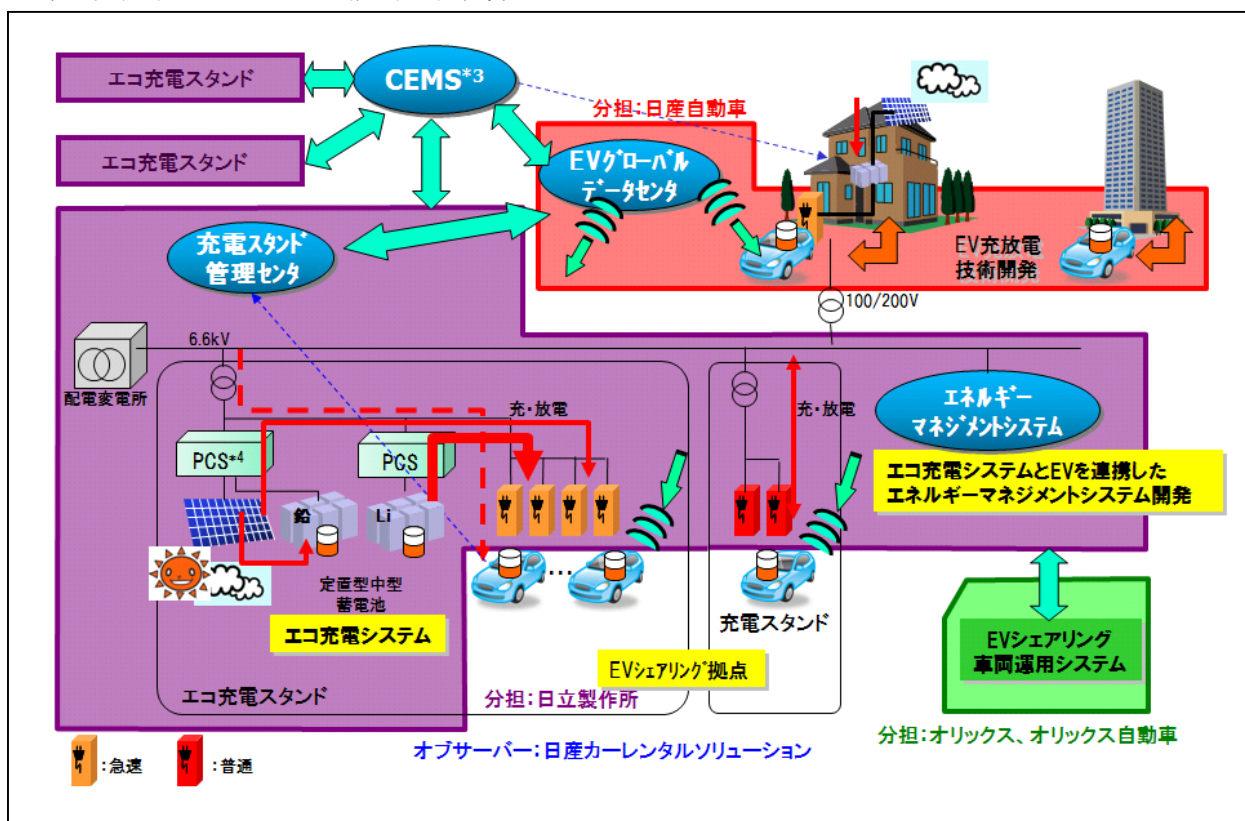 エコ充電スタンド
CEMS*3
分担：日産自動車
エコ充電スタンド
EVグローバル
データセンタ
充電スタンド
管理センタ
EV充放電
技術開発
100/200V
6.6kV
配電変電所
充・放電
充・放電
エネルギー
マネジメントシステム
PCS*4
PCS
エコ充電システムとEVを連携した
エネルギーマネジメントシステム開発
鉛
Li
定置型中型
蓄電池
…
充電スタンド
エコ充電システム
EVシェアリング
車両運用システム
EVシェアリング拠点
エコ充電スタンド
分担：日立製作所
分担：オリックス、オリックス自動車
オブサーバー：日産カーレンタルソリューション
：急速
：普通